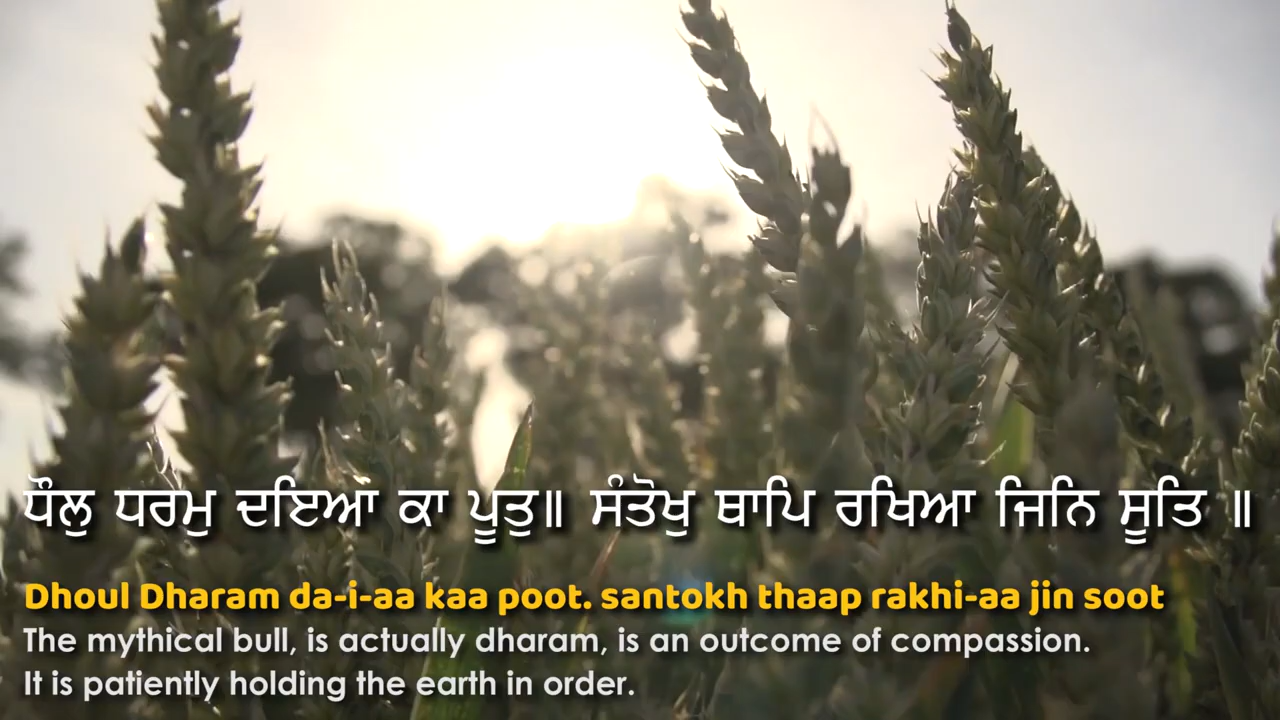 ਧੌਲੁ ਧਰਮੁ ਦਇਆ ਕਾ ਪੂਤੁ॥ ਸੰਤੋਖੁ ਥਾਪਿ ਰਖਿਆ ਜਿਨਿ ਸੂਤਿ ॥
Dhoul Dharam da-i-aa kaa poot. santokh thaap rakhi-aa jin soot
The mythical bull, is actually dharam, is an outcome of compassion.
It is patiently holding the earth in order.